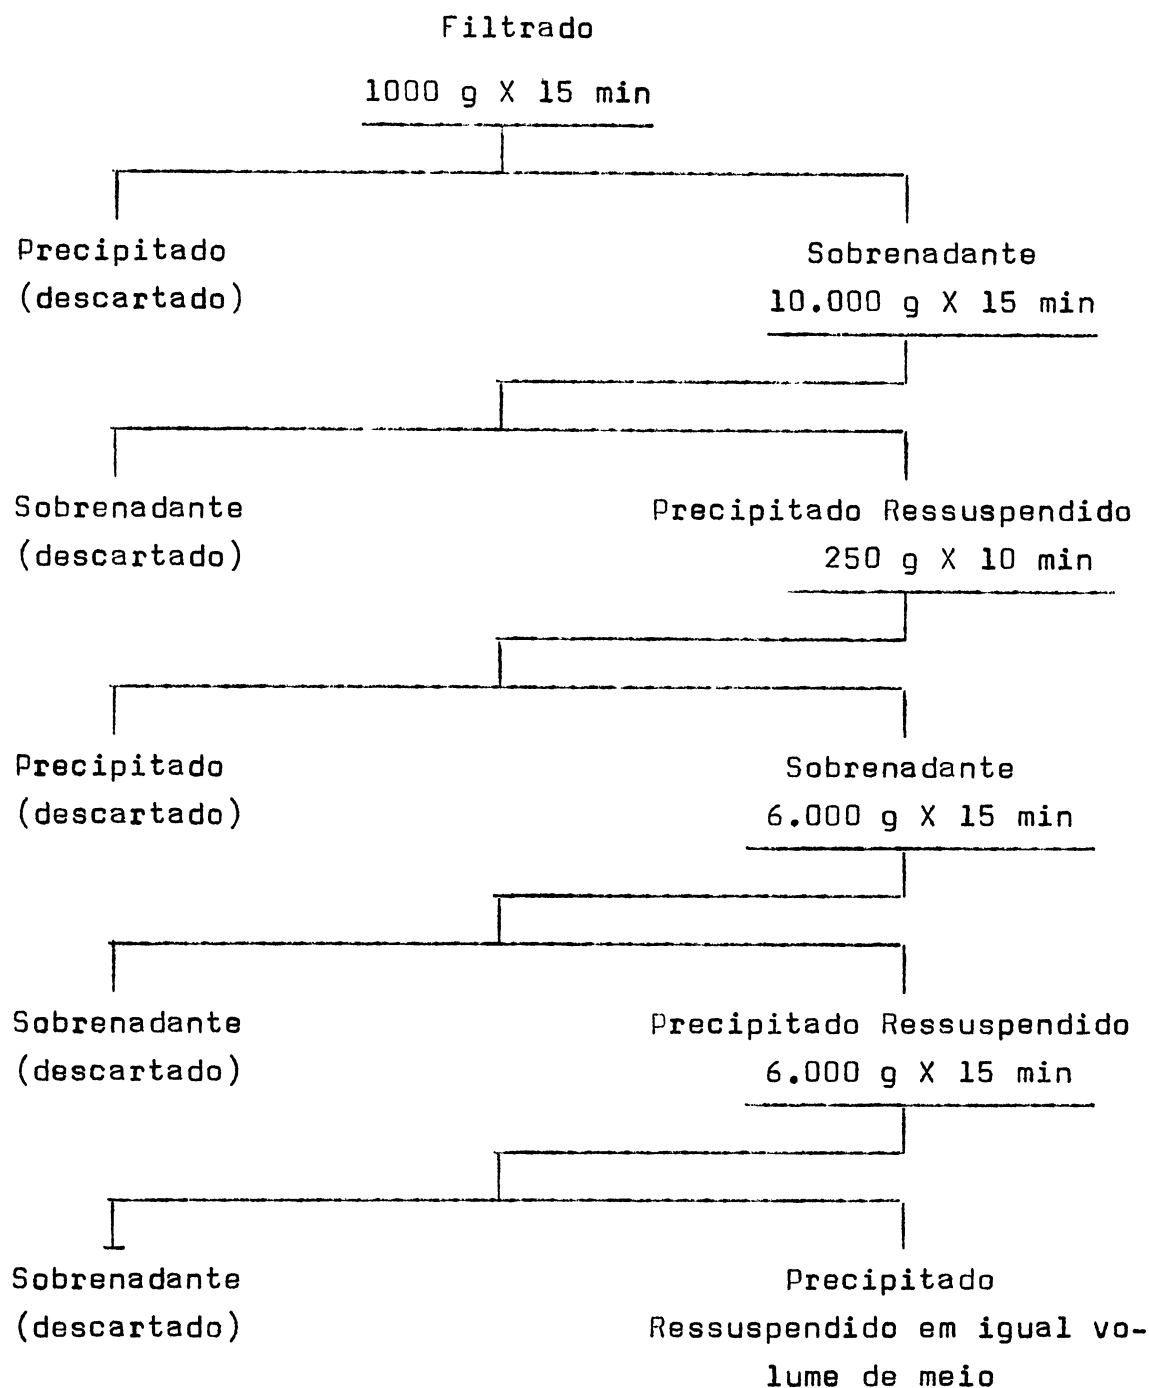 Filtrado
1000 g X 15 min
Precipitado
(descartado)
Sobrenadante
10.000 g X 15 min
Sobrenadante
(descartado)
Precipitado Ressuspendido
250 g X 10 min
Precipitado
(descartado)
Sobrenadante
6.000 g X 15 min
Sobrenadante
(descartado)
Precipitado Ressuspendido
6.000 g X 15 min
Sobrenadante
(descartado)
Precipitado
Ressuspendido em igual vo-
lume de meio